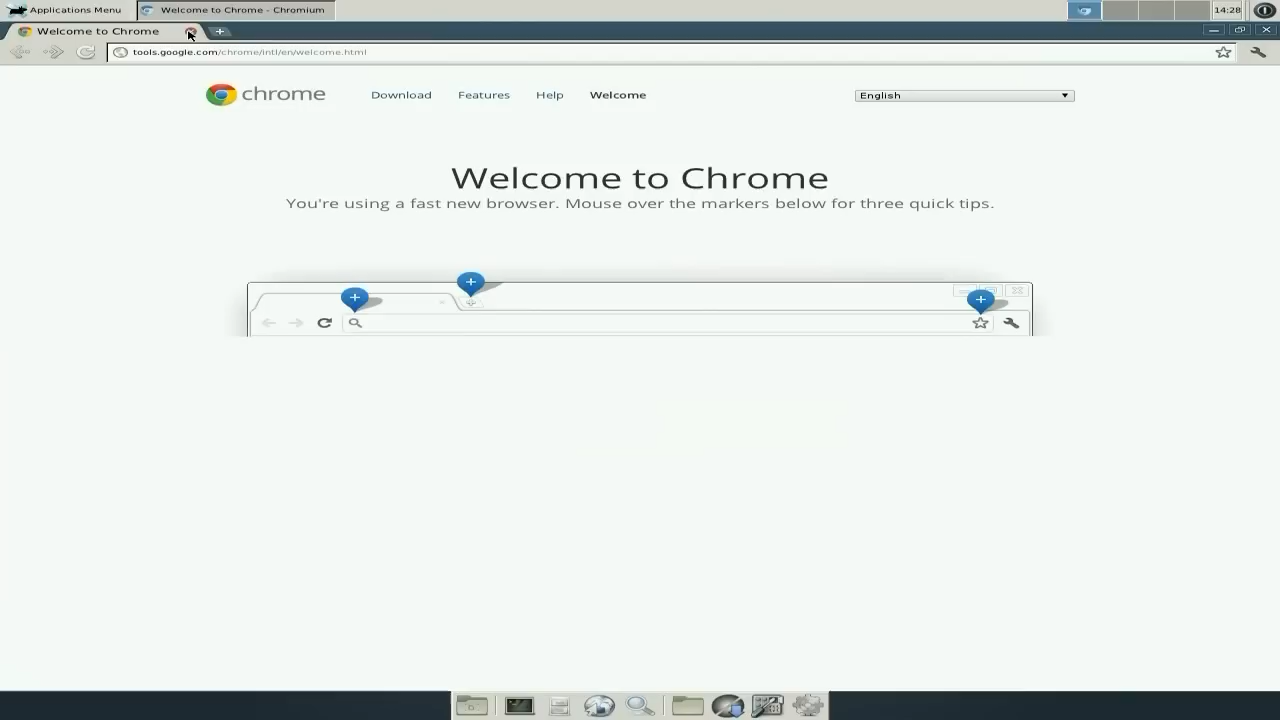 Applications Menu
Welcome to Chrome - Chromium
14:28
Welcome to Chrome
tools.google.com/chrome/intl/en/welcome.html
chrome
Download
Features
Help
Welcome
English
Welcome to Chrome
You're using a fast new browser. Mouse over the markers below for three quick tips.